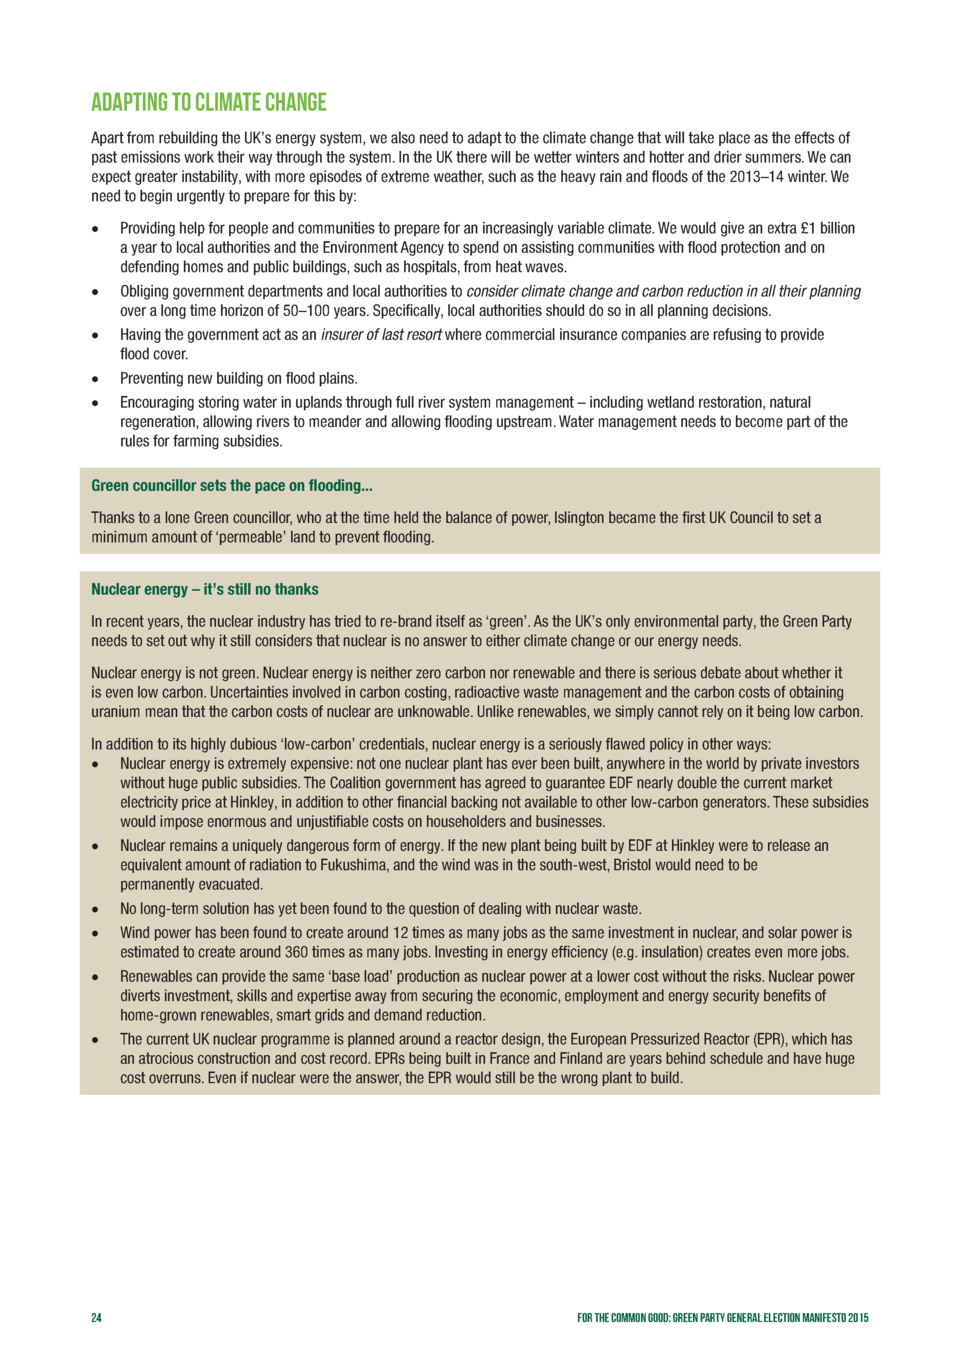 ADAPTING TO CLIMATE CHANGE
Apart from rebuilding the UK's energy system, we also need to adapt to the climate change that will take place as the effects of
past emissions work their way through the system. In the UK there will be wetter winters and hotter and drier summers. We can
expect greater instability, with more episodes of extreme weather, such as the heavy rain and floods of the 2013–14 winter. We
need to begin urgently to prepare for this by:
• Providing help for people and communities to prepare for an increasingly variable climate. We would give an extra £1 billion
a year to local authorities and the Environment Agency to spend on assisting communities with flood protection and on
defending homes and public buildings, such as hospitals, from heat waves.
• Obliging government departments and local authorities to consider climate change and carbon reduction in all their planning
over a long time horizon of 50–100 years. Specifically, local authorities should do so in all planning decisions.
• Having the government act as an insurer of last resort where commercial insurance companies are refusing to provide
flood cover.
• Preventing new building on flood plains.
• Encouraging storing water in uplands through full river system management – including wetland restoration, natural
regeneration, allowing rivers to meander and allowing flooding upstream. Water management needs to become part of the
rules for farming subsidies.
Green councillor sets the pace on flooding...
Thanks to a lone Green councillor, who at the time held the balance of power, Islington became the first UK Council to set a
minimum amount of 'permeable' land to prevent flooding.
Nuclear energy – it's still no thanks
In recent years, the nuclear industry has tried to re-brand itself as 'green'. As the UK's only environmental party, the Green Party
needs to set out why it still considers that nuclear is no answer to either climate change or our energy needs.
Nuclear energy is not green. Nuclear energy is neither zero carbon nor renewable and there is serious debate about whether it
is even low carbon. Uncertainties involved in carbon costing, radioactive waste management and the carbon costs of obtaining
uranium mean that the carbon costs of nuclear are unknowable. Unlike renewables, we simply cannot rely on it being low carbon.
In addition to its highly dubious 'low-carbon' credentials, nuclear energy is a seriously flawed policy in other ways:
• Nuclear energy is extremely expensive: not one nuclear plant has ever been built, anywhere in the world by private investors
without huge public subsidies. The Coalition government has agreed to guarantee EDF nearly double the current market
electricity price at Hinkley, in addition to other financial backing not available to other low-carbon generators. These subsidies
would impose enormous and unjustifiable costs on householders and businesses.
• Nuclear remains a uniquely dangerous form of energy. If the new plant being built by EDF at Hinkley were to release an
equivalent amount of radiation to Fukushima, and the wind was in the south-west, Bristol would need to be
permanently evacuated.
• No long-term solution has yet been found to the question of dealing with nuclear waste.
• Wind power has been found to create around 12 times as many jobs as the same investment in nuclear, and solar power is
estimated to create around 360 times as many jobs. Investing in energy efficiency (e.g. insulation) creates even more jobs.
• Renewables can provide the same 'base load' production as nuclear power at a lower cost without the risks. Nuclear power
diverts investment, skills and expertise away from securing the economic, employment and energy security benefits of
home-grown renewables, smart grids and demand reduction.
• The current UK nuclear programme is planned around a reactor design, the European Pressurized Reactor (EPR), which has
an atrocious construction and cost record. EPRs being built in France and Finland are years behind schedule and have huge
cost overruns. Even if nuclear were the answer, the EPR would still be the wrong plant to build.
24
FOR THE COMMON GOOD: GREEN PARTY GENERAL ELECTION MANIFESTO 2015